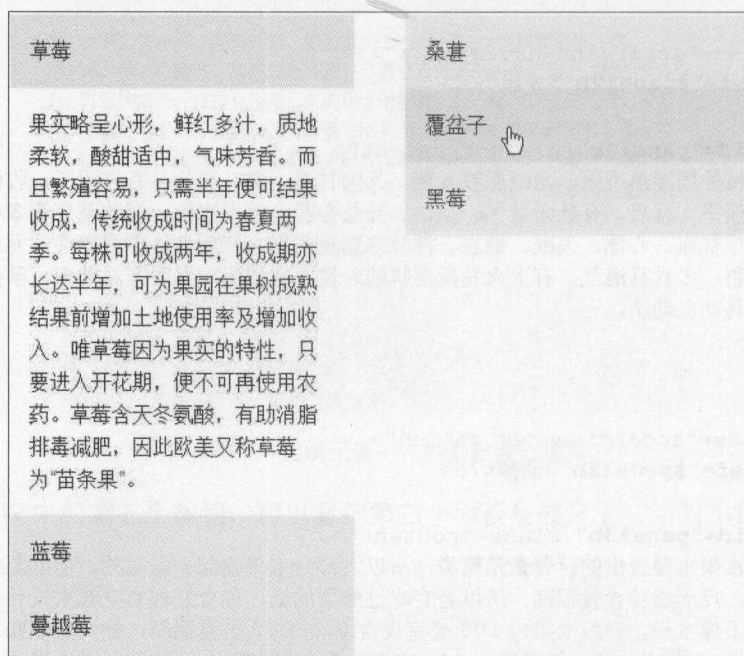 草莓
果实略呈心形，鲜红多汁，质地
柔软，酸甜适中，气味芳香。而
且繁殖容易，只需半年便可结果
收成，传统收成时间为春夏两
季。每株可收成两年，收成期亦
长达半年，可为果园在果树成熟
结果前增加土地使用率及增加收
入。唯草莓因为果实的特性，只
要进入开花期，便不可再使用农
药。草莓含天冬氨酸，有助消脂
排毒减肥，因此欧美又称草莓
为“苗条果”。
蓝莓
蔓越莓
桑葚
覆盆子
黑莓